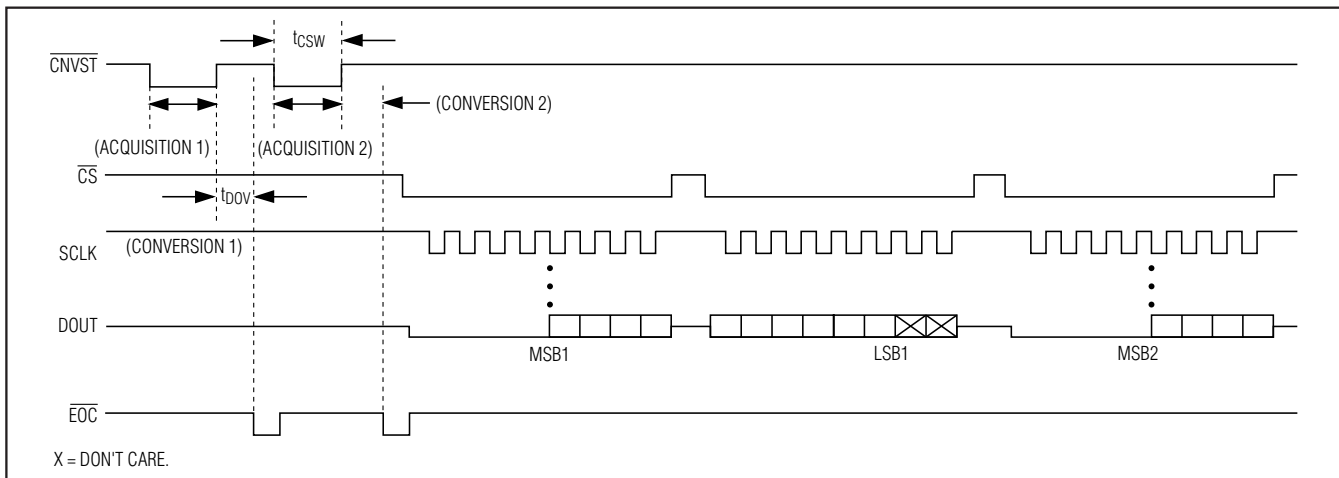 tCSW
CNVST
(CONVERSION 2)
(ACQUISITION 1) (ACQUISITION 2)
CS
tDOV
(CONVERSION 1)
SCLK
DOUT
MSB1 LSB1 MSB2
EOC
X = DON'T CARE.